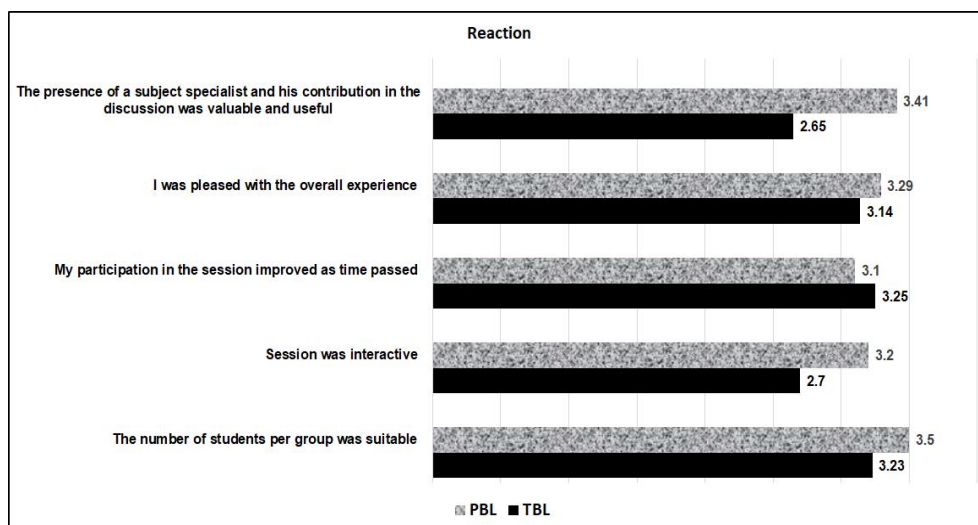 Reaction
The presence of a subject specialist and his contribution in the
discussion was valuable and useful
3.41
2.65
I was pleased with the overall experience
3.29
3.14
My participation in the session improved as time passed
3.1
3.25
Session was interactive
3.2
2.7
The number of students per group was suitable
3.5
3.23
PBL TBL